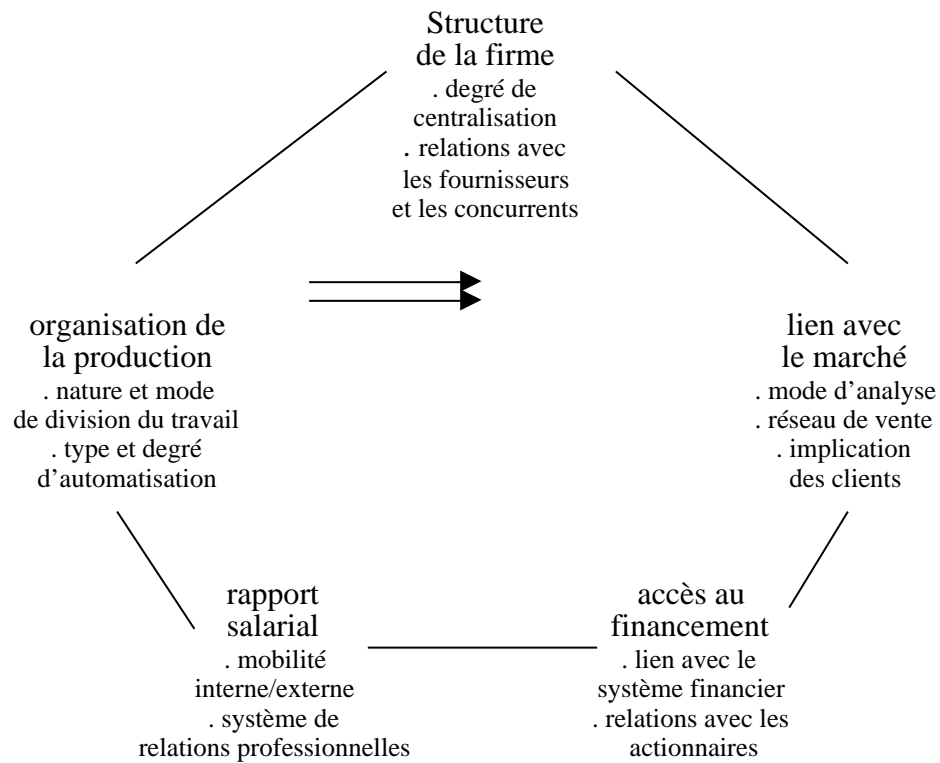 Structure
de la firme
. degré de
centralisation
. relations avec
les fournisseurs
et les concurrents
organisation de
la production
. nature et mode
de division du travail
. type et degré
d’automatisation
lien avec
le marché
. mode d’analyse
. réseau de vente
. implication
des clients
rapport
salarial
. mobilité
interne/externe
. système de
relations professionnelles
accès au
financement
. lien avec le
système financier
. relations avec les
actionnaires